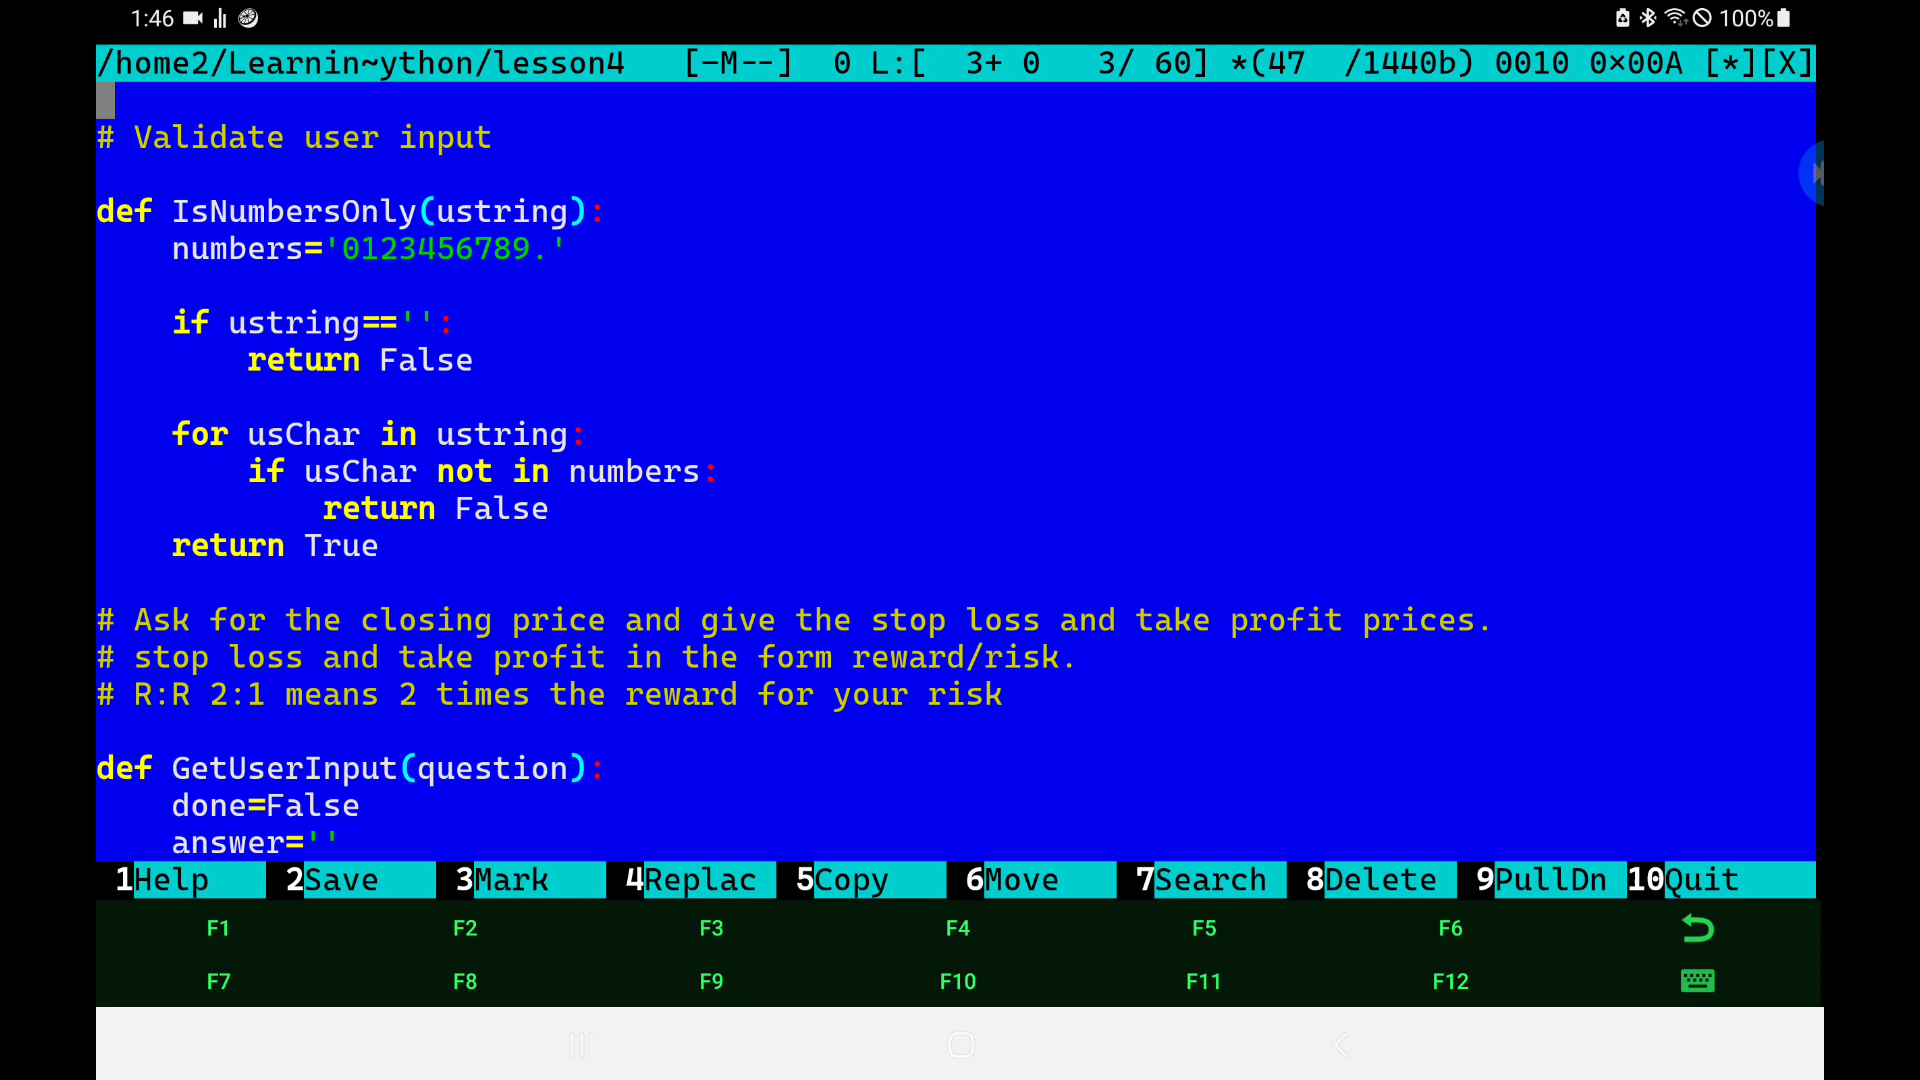 1:46 100%
/home2/Learnin~ython/lesson4 [-M--] 0 L:[ 3+ 0 3/ 60] *(47 /1440b) 0010 0x00A [*][X]
# Validate user input
def IsNumbersOnly(ustring):
    numbers='0123456789.'
    if ustring=='':
        return False
    for usChar in ustring:
        if usChar not in numbers:
            return False
    return True
# Ask for the closing price and give the stop loss and take profit prices.
# stop loss and take profit in the form reward/risk.
# R:R 2:1 means 2 times the reward for your risk
def GetUserInput(question):
    done=False
    answer=''
1Help 2Save 3Mark 4Replac 5Copy 6Move 7Search 8Delete 9PullDn 10Quit
F1 F2 F3 F4 F5 F6
F7 F8 F9 F10 F11 F12